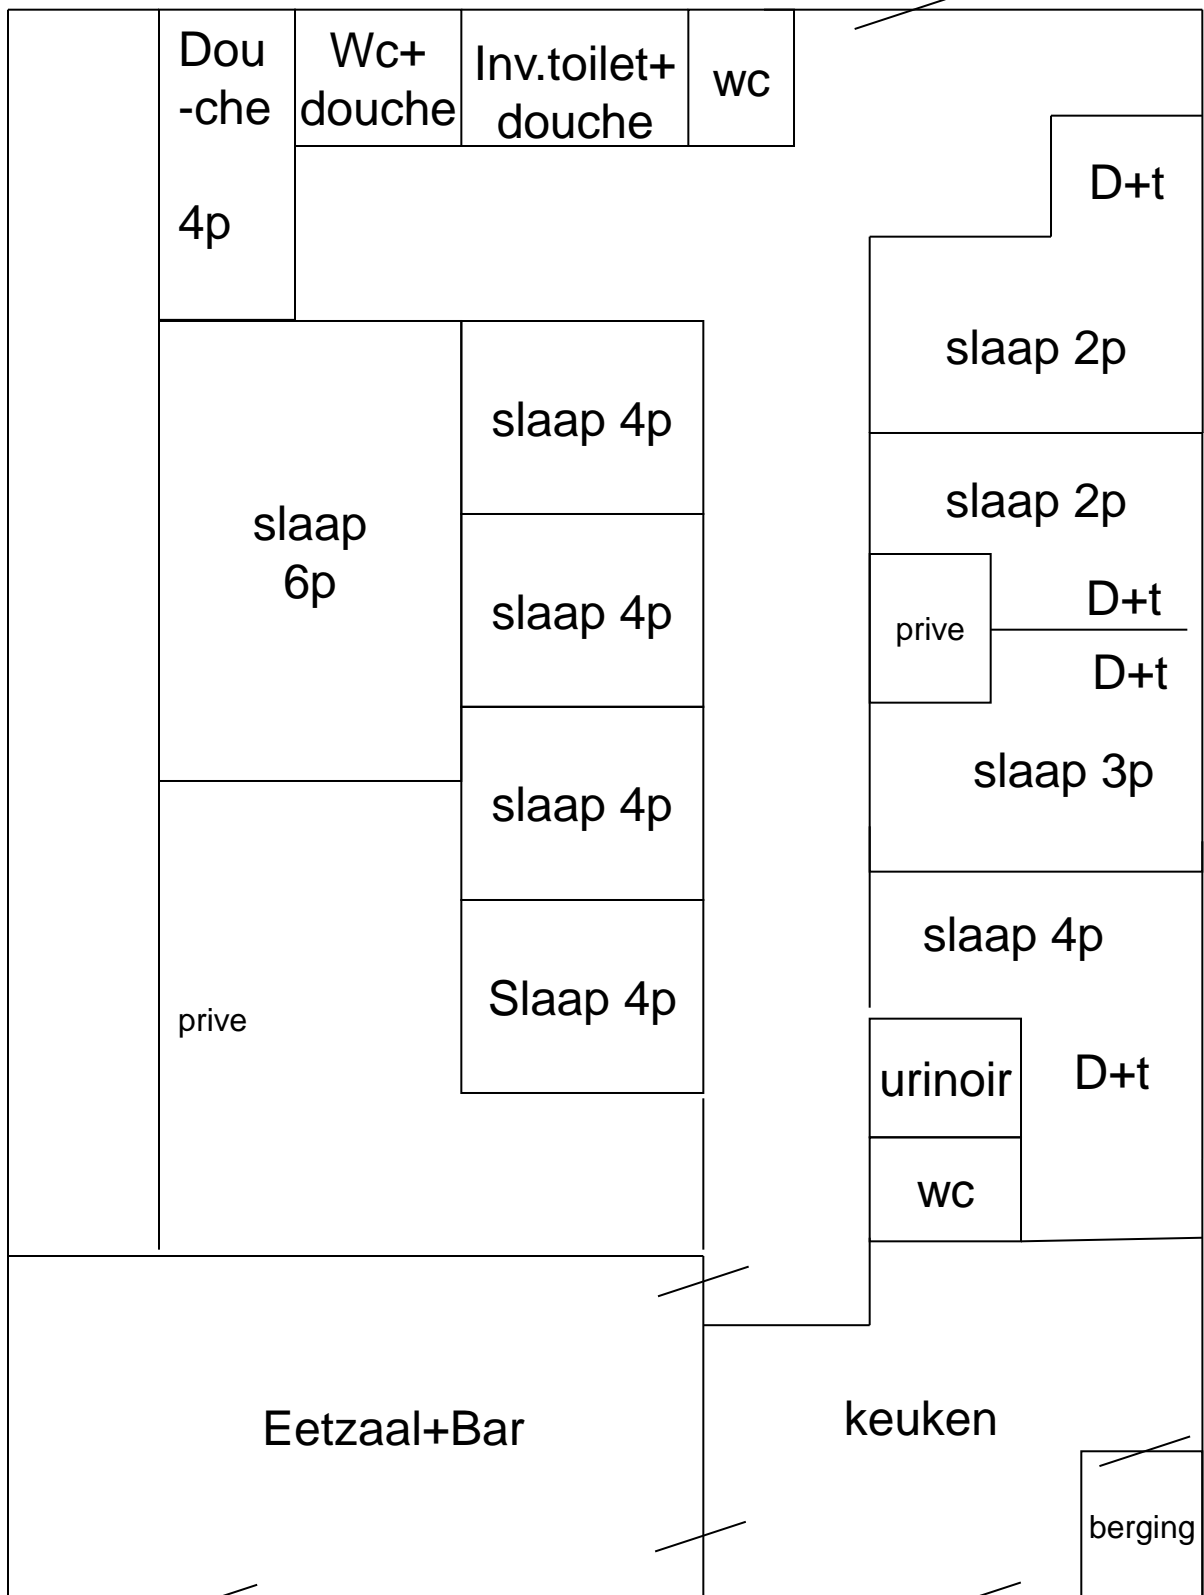 Dou
-che
4p
Wc+
douche
Inv.toilet+
douche
wc
D+t
slaap 2p
slaap 4p
slaap 2p
slaap
6p
slaap 4p
prive
D+t
D+t
slaap 3p
slaap 4p
slaap 4p
Slaap 4p
prive
urinoir
D+t
wc
Eetzaal+Bar
keuken
berging